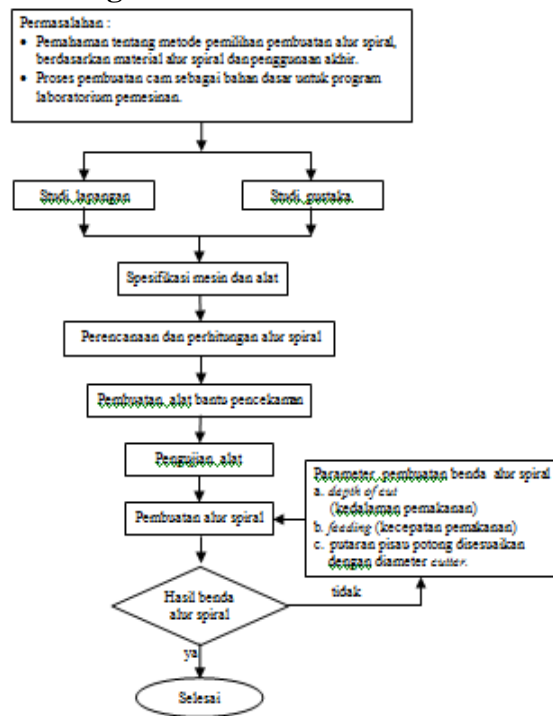 Permasalahan :
• Pemahaman tentang metode pemilihan pembuatan alur spiral,
berdasarkan material alur spiral dan penggunaan akhir.
• Proses pembuatan cam sebagai bahan dasar untuk program
laboratorium pemesinan.
Studi lapangan
Studi pustaka
Spesifikasi mesin dan alat
Perencanaan dan perhitungan alur spiral
Pembuatan alat bantu pencekaman
Pengujian alat
Pembuatan alur spiral
Parameter pembuatan benda alur spiral
a. depth of cut
(kedalaman pemakanan)
b. feeding (kecepatan pemakanan)
c. putaran pisau potong disesuaikan
dengan diameter cutter.
Hasil benda
alur spiral
tidak
ya
Selesai